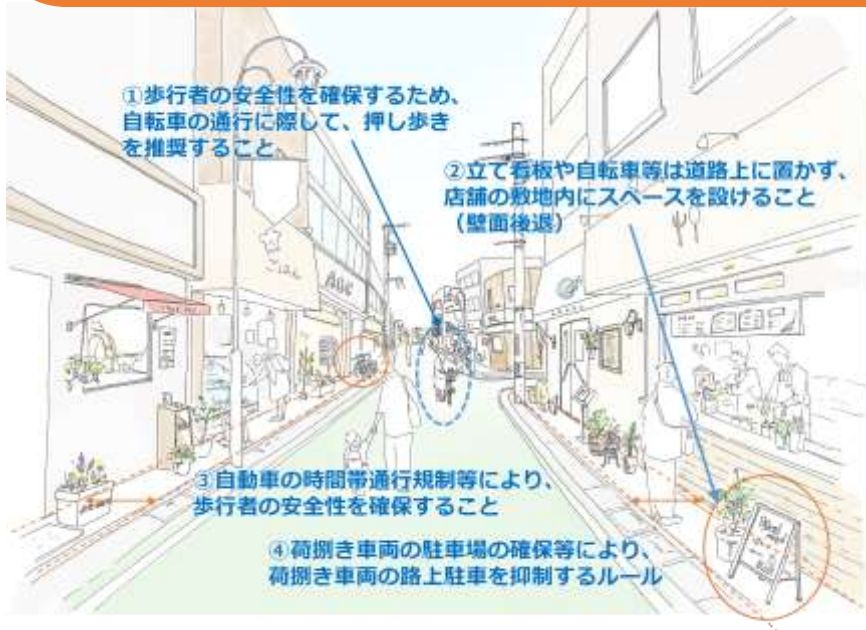 ①歩行者の安全性を確保するため、
自転車の通行に際して、押し歩き
を推奨すること
②立て看板や自転車等は道路上に置かず、
店舗の敷地内にスペースを設けること
（壁面後退）
ごはん
ABC
③自動車の時間帯通行規制等により、
歩行者の安全性を確保すること
④荷捌き車両の駐車場の確保等により、
荷捌き車両の路上駐車を抑制するルール